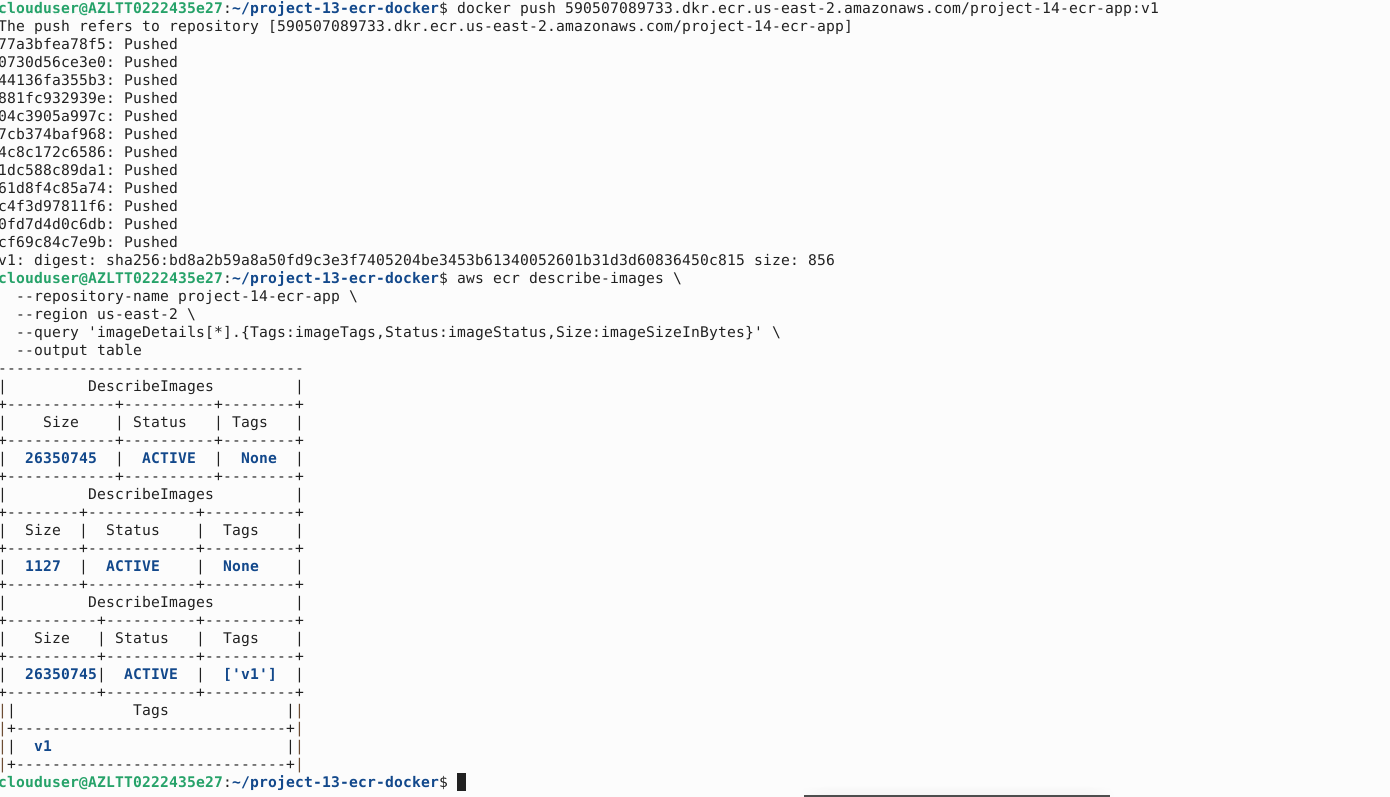 clouduser@AZLTT0222435e27:~/project-13-ecr-docker$ docker push 590507089733.dkr.ecr.us-east-2.amazonaws.com/project-14-ecr-app:v1
The push refers to repository [590507089733.dkr.ecr.us-east-2.amazonaws.com/project-14-ecr-app]
77a3bfea78f5: Pushed
0730d56ce3e0: Pushed
44136fa355b3: Pushed
881fc932939e: Pushed
04c3905a997c: Pushed
7cb374baf968: Pushed
4c8c172c6586: Pushed
1dc588c89da1: Pushed
61d8f4c85a74: Pushed
c4f3d97811f6: Pushed
0fd7d4d0c6db: Pushed
cf69c84c7e9b: Pushed
v1: digest: sha256:bd8a2b59a8a50fd9c3e3f7405204be3453b61340052601b31d3d60836450c815 size: 856
clouduser@AZLTT0222435e27:~/project-13-ecr-docker$ aws ecr describe-images \
  --repository-name project-14-ecr-app \
  --region us-east-2 \
  --query 'imageDetails[*].{Tags:imageTags,Status:imageStatus,Size:imageSizeInBytes}' \
  --output table
----------------------------------
|         DescribeImages         |
+------------+----------+--------+
|    Size    | Status   | Tags   |
+------------+----------+--------+
|  26350745  |  ACTIVE  |  None  |
+------------+----------+--------+
|         DescribeImages         |
+--------+------------+----------+
|  Size  |  Status    |  Tags    |
+--------+------------+----------+
|  1127  |  ACTIVE    |  None    |
+--------+------------+----------+
|         DescribeImages         |
+----------+----------+----------+
|   Size   | Status   |  Tags    |
+----------+----------+----------+
|  26350745|  ACTIVE  |  ['v1']  |
+----------+----------+----------+
||             Tags             ||
|+------------------------------+|
||  v1                          ||
|+------------------------------+|
clouduser@AZLTT0222435e27:~/project-13-ecr-docker$